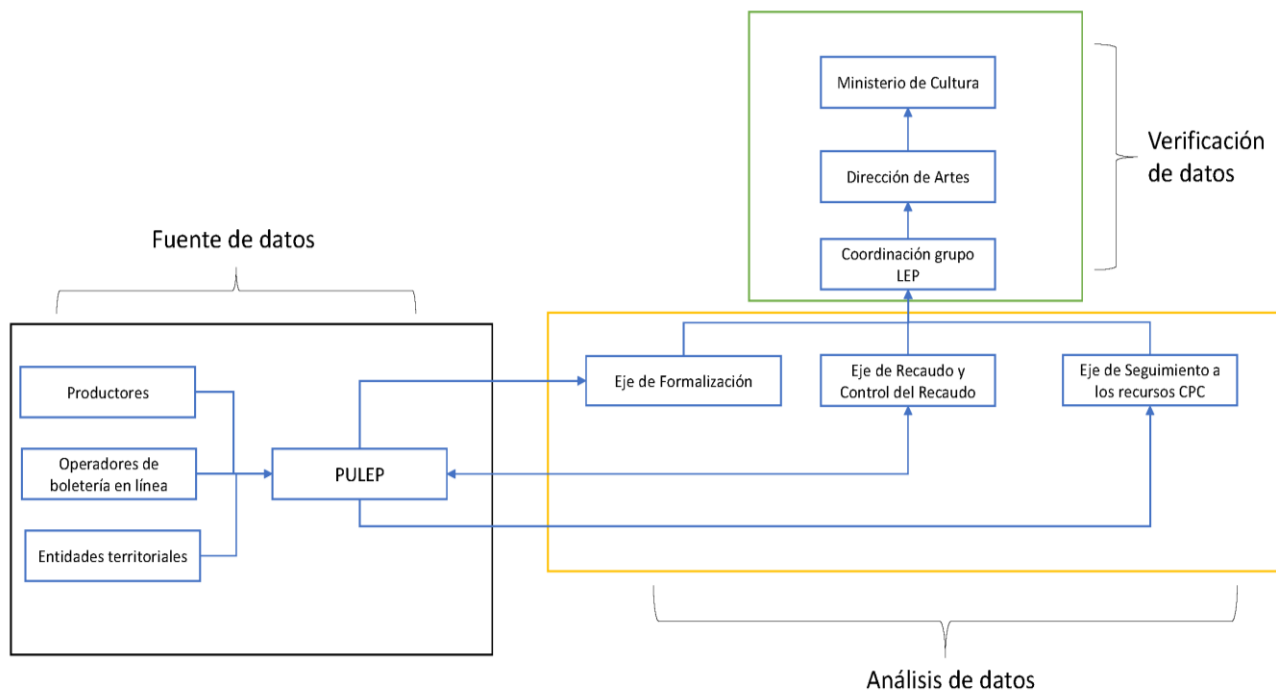 Ministerio de Cultura
Dirección de Artes
Coordinación grupo
LEP
Verificación
de datos
Fuente de datos
Productores
Operadores de
boletería en línea
Entidades territoriales
PULEP
Eje de Formalización
Eje de Recaudo y
Control del Recaudo
Eje de Seguimiento a
los recursos CPC
Análisis de datos